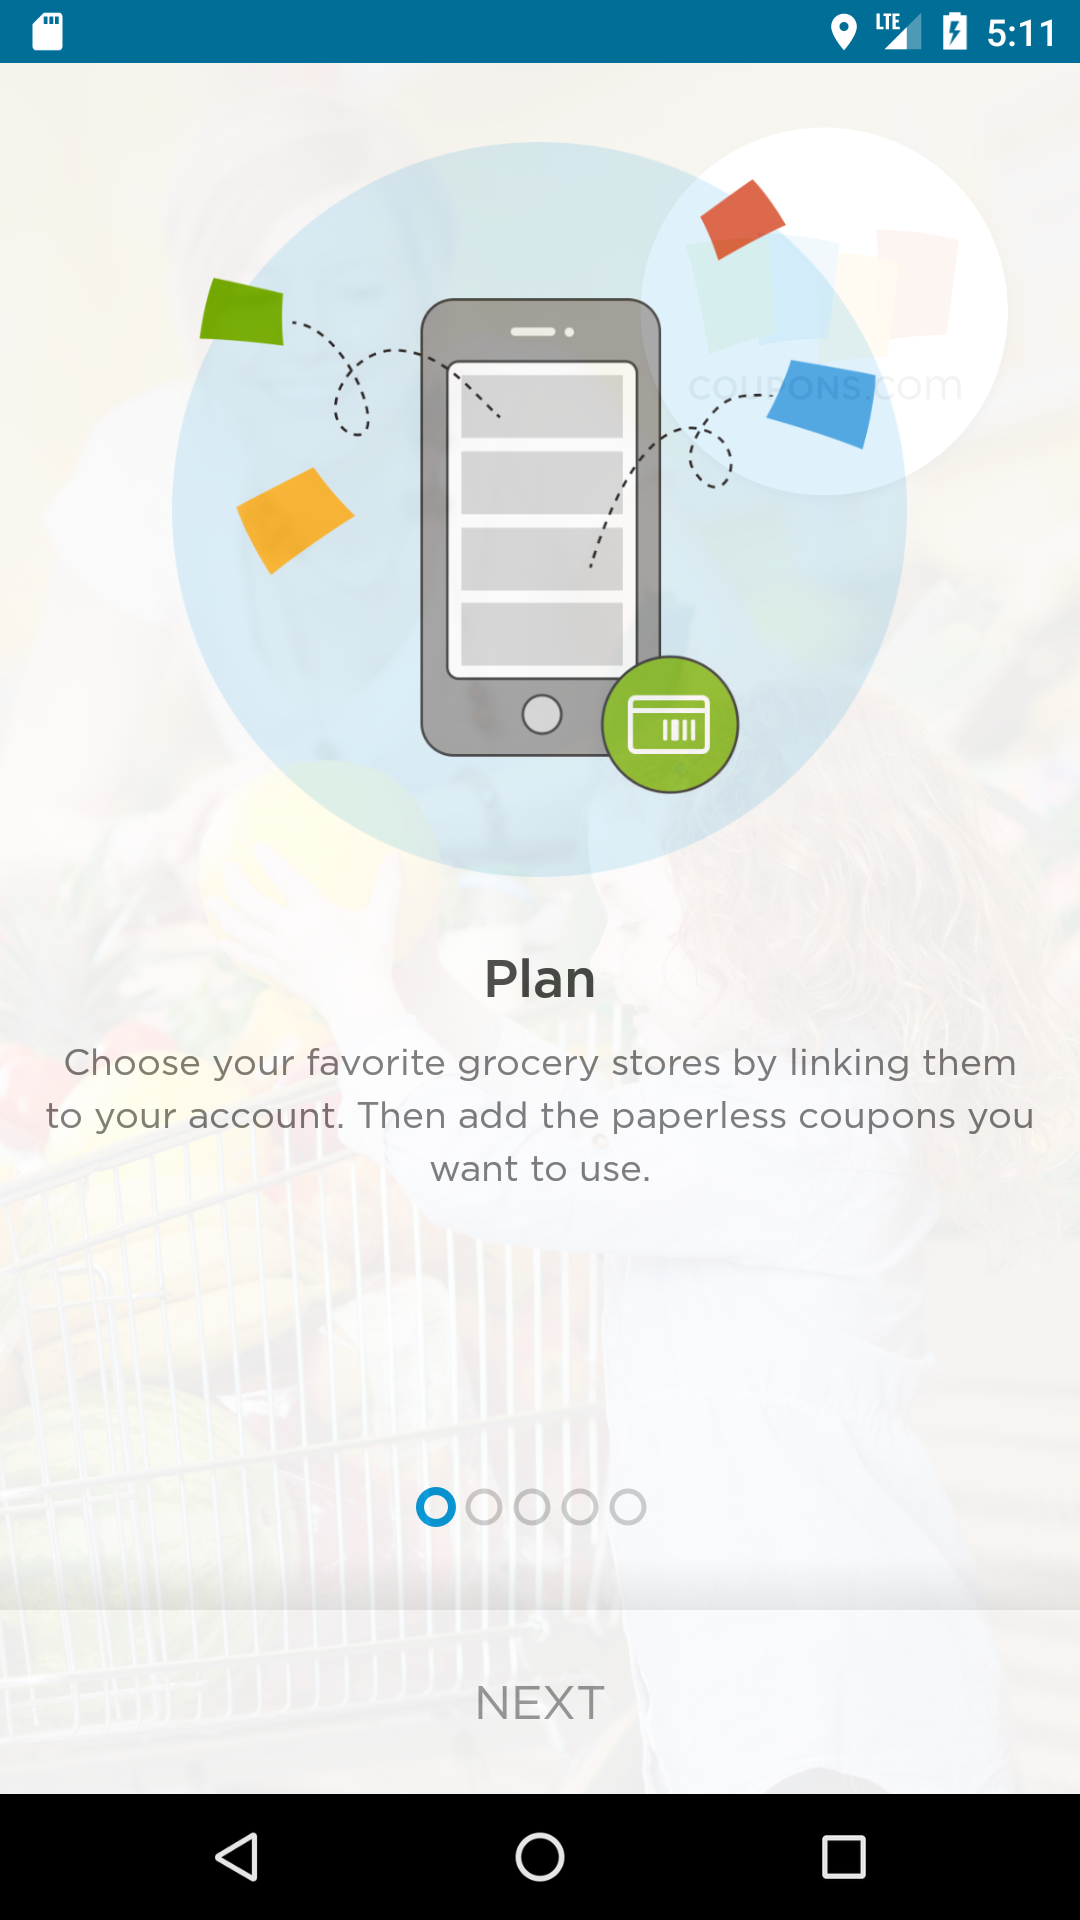 LTE 5:11
COUPONS.com
Plan
Choose your favorite grocery stores by linking them
to your account. Then add the paperless coupons you
want to use.
NEXT